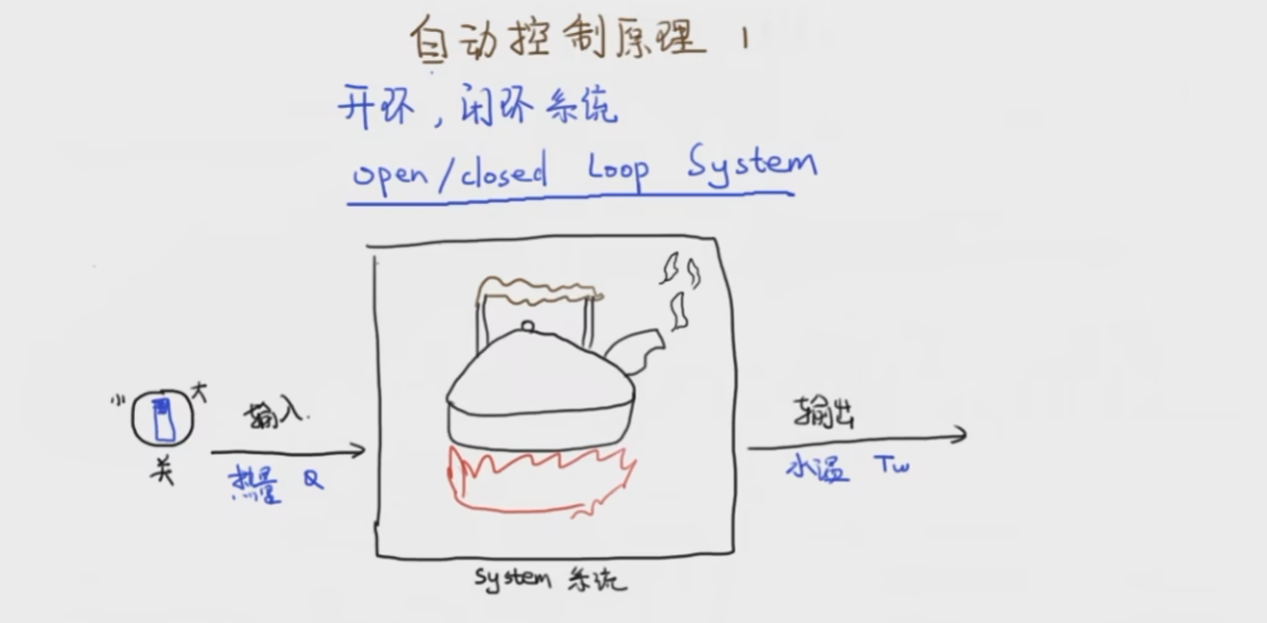 自动控制原理 1
开环,闭环系统
open/closed Loop System
小 大
关
输入.
热量 Q
输出
水温 Tw
System 系统